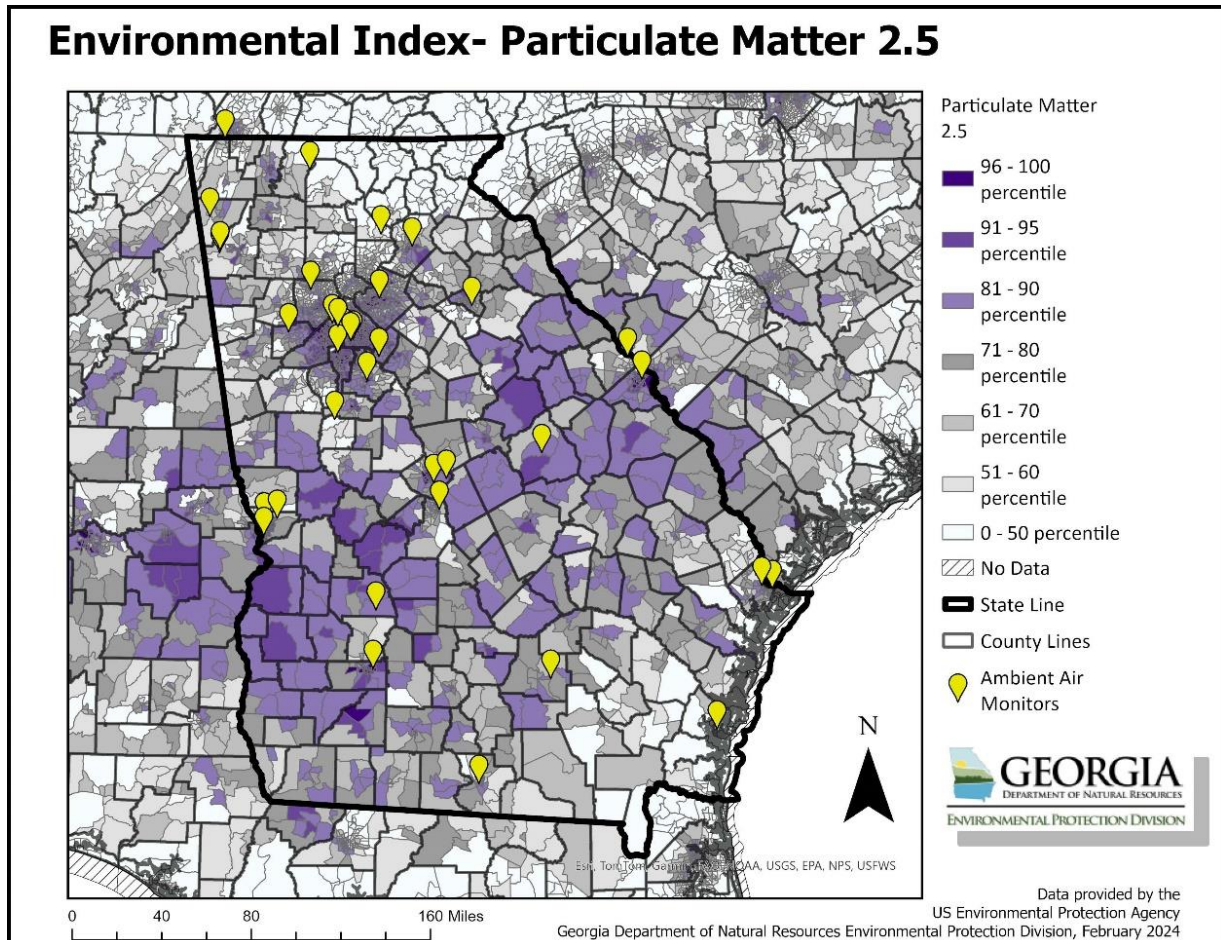 Environmental Index- Particulate Matter 2.5
Particulate Matter
2.5
96 - 100
percentile
91 - 95
percentile
81 - 90
percentile
71 - 80
percentile
61 - 70
percentile
51 - 60
percentile
0 - 50 percentile
No Data
State Line
County Lines
Ambient Air
Monitors
N
GEORGIA
DEPARTMENT OF NATURAL RESOURCES
ENVIRONMENTAL PROTECTION DIVISION
Esri, TomTom, Garmin, USGS, EPA, NPS, USFWS
0 40 80 160 Miles
Data provided by the
US Environmental Protection Agency
Georgia Department of Natural Resources Environmental Protection Division, February 2024